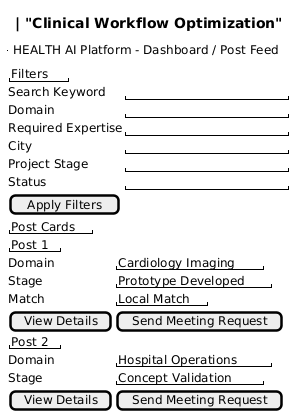 | "Clinical Workflow Optimization"
· HEALTH AI Platform - Dashboard / Post Feed
Filters
Search Keyword
Domain
Required Expertise
City
Project Stage
Status
Apply Filters
Post Cards
Post 1
Domain Cardiology Imaging
Stage Prototype Developed
Match Local Match
View Details Send Meeting Request
Post 2
Domain Hospital Operations
Stage Concept Validation
View Details Send Meeting Request